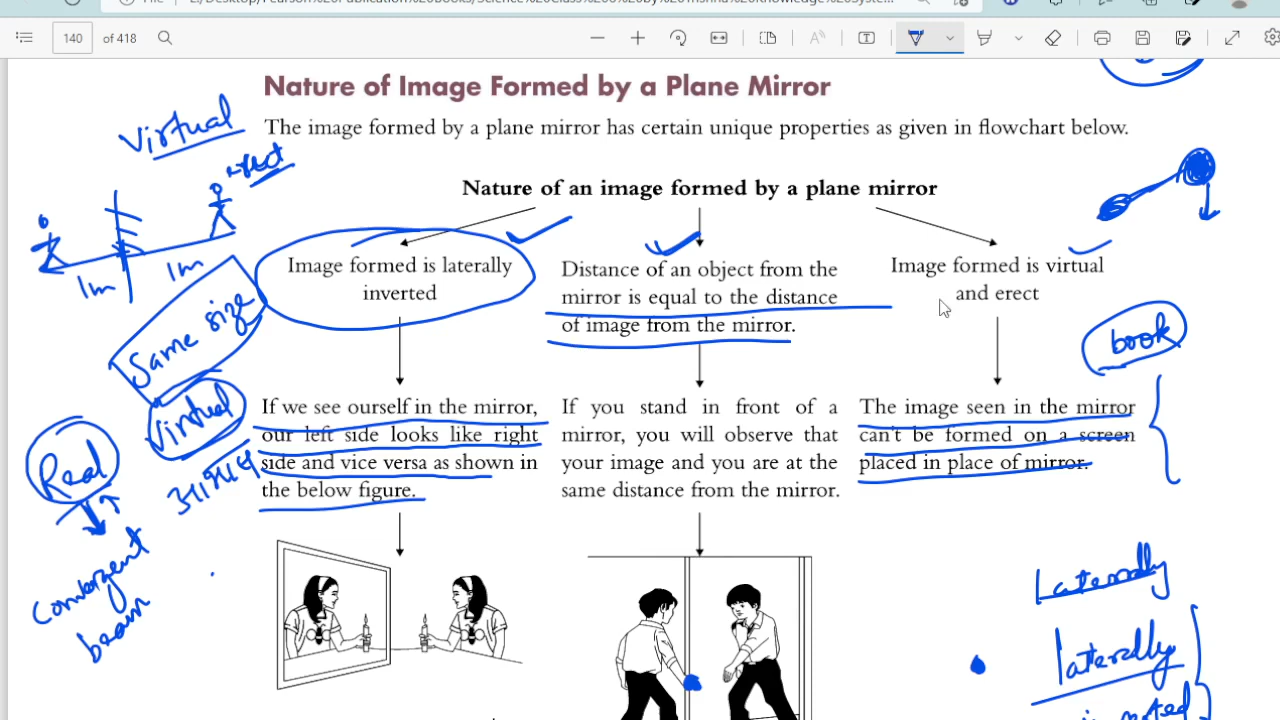 140 of 418
Nature of Image Formed by a Plane Mirror
The image formed by a plane mirror has certain unique properties as given in flowchart below.
Nature of an image formed by a plane mirror
Image formed is laterally
inverted
Distance of an object from the
mirror is equal to the distance
of image from the mirror.
Image formed is virtual
and erect
If we see ourself in the mirror,
our left side looks like right
side and vice versa as shown in
the below figure.
If you stand in front of a
mirror, you will observe that
your image and you are at the
same distance from the mirror.
The image seen in the mirror
can't be formed on a screen
placed in place of mirror.
Virtual
1m
1m
Same size
Virtual
Real
आभासी
Convergent
beam
book
Laterally
laterally